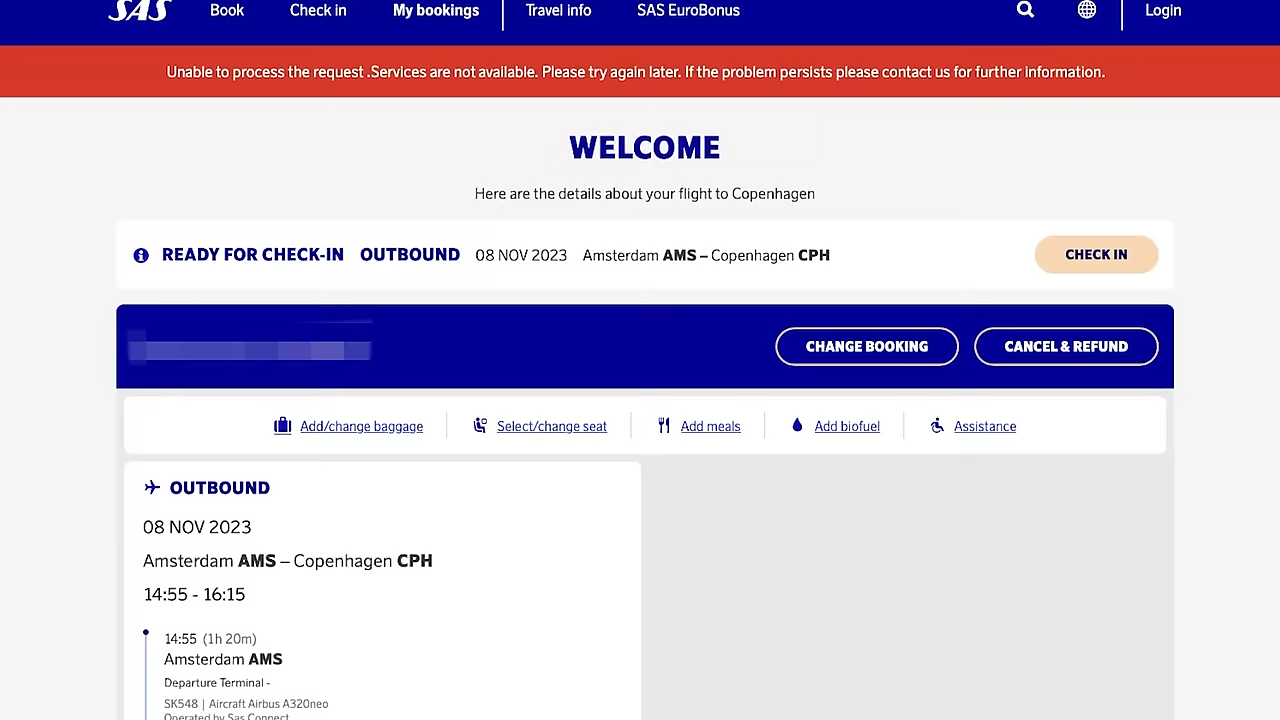 SAS Book Check in My bookings Travel info SAS EuroBonus Login
Unable to process the request .Services are not available. Please try again later. If the problem persists please contact us for further information.
WELCOME
Here are the details about your flight to Copenhagen
READY FOR CHECK-IN OUTBOUND 08 NOV 2023 Amsterdam AMS – Copenhagen CPH CHECK IN
CHANGE BOOKING CANCEL & REFUND
Add/change baggage Select/change seat Add meals Add biofuel Assistance
OUTBOUND
08 NOV 2023
Amsterdam AMS – Copenhagen CPH
14:55 - 16:15
14:55 (1h 20m)
Amsterdam AMS
Departure Terminal -
SK548 | Aircraft Airbus A320neo
Operated by Sas Connect